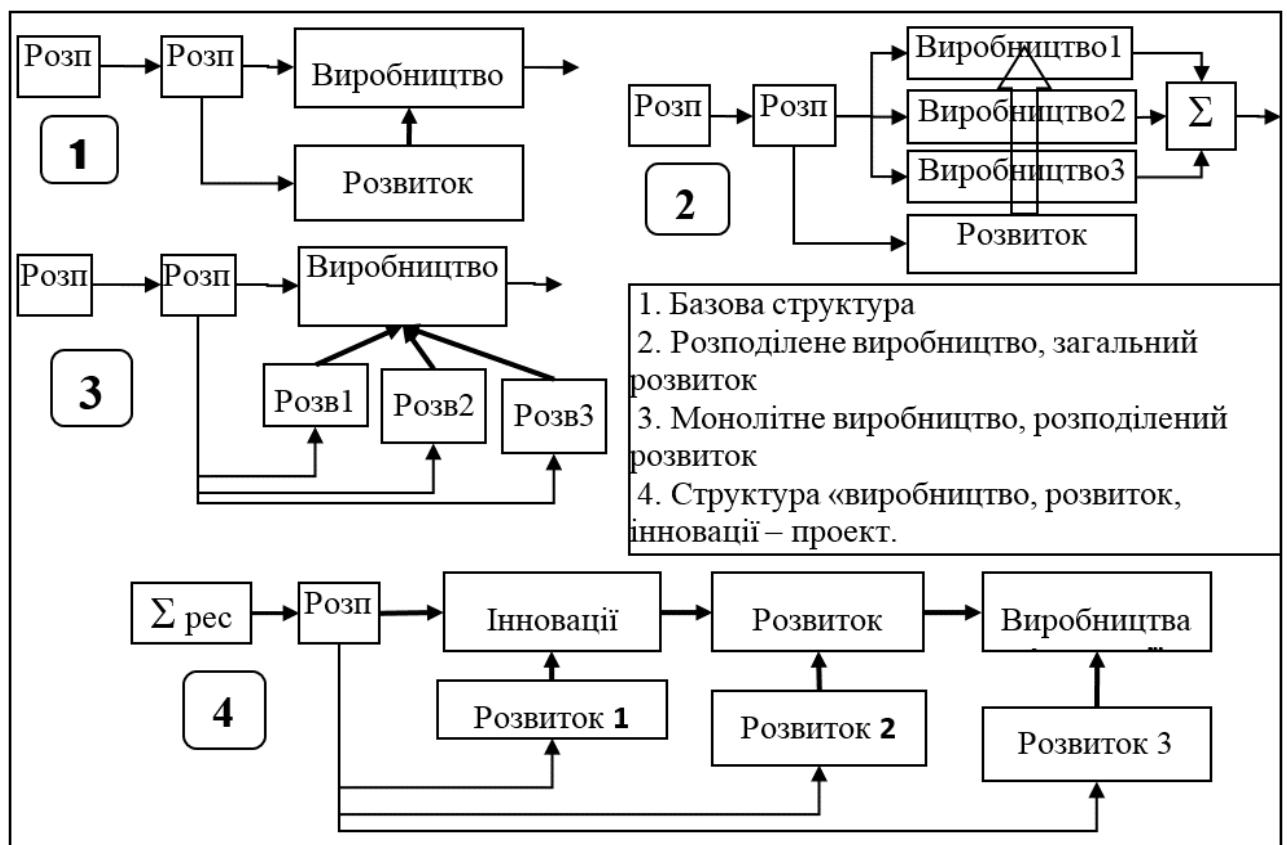 Розп
Розп
Виробництво
1
Розвиток
Розп
Розп
Виробництво1
Виробництво2
Виробництво3
Σ
2
Розвиток
Розп
Розп
Виробництво
3
Розв1
Розв2
Розв3
1. Базова структура
2. Розподілене виробництво, загальний
розвиток
3. Монолітне виробництво, розподілений
розвиток
4. Структура «виробництво, розвиток,
інновації – проект.
Σ рес
Розп
Інновації
Розвиток
Виробництва
4
Розвиток 1
Розвиток 2
Розвиток 3